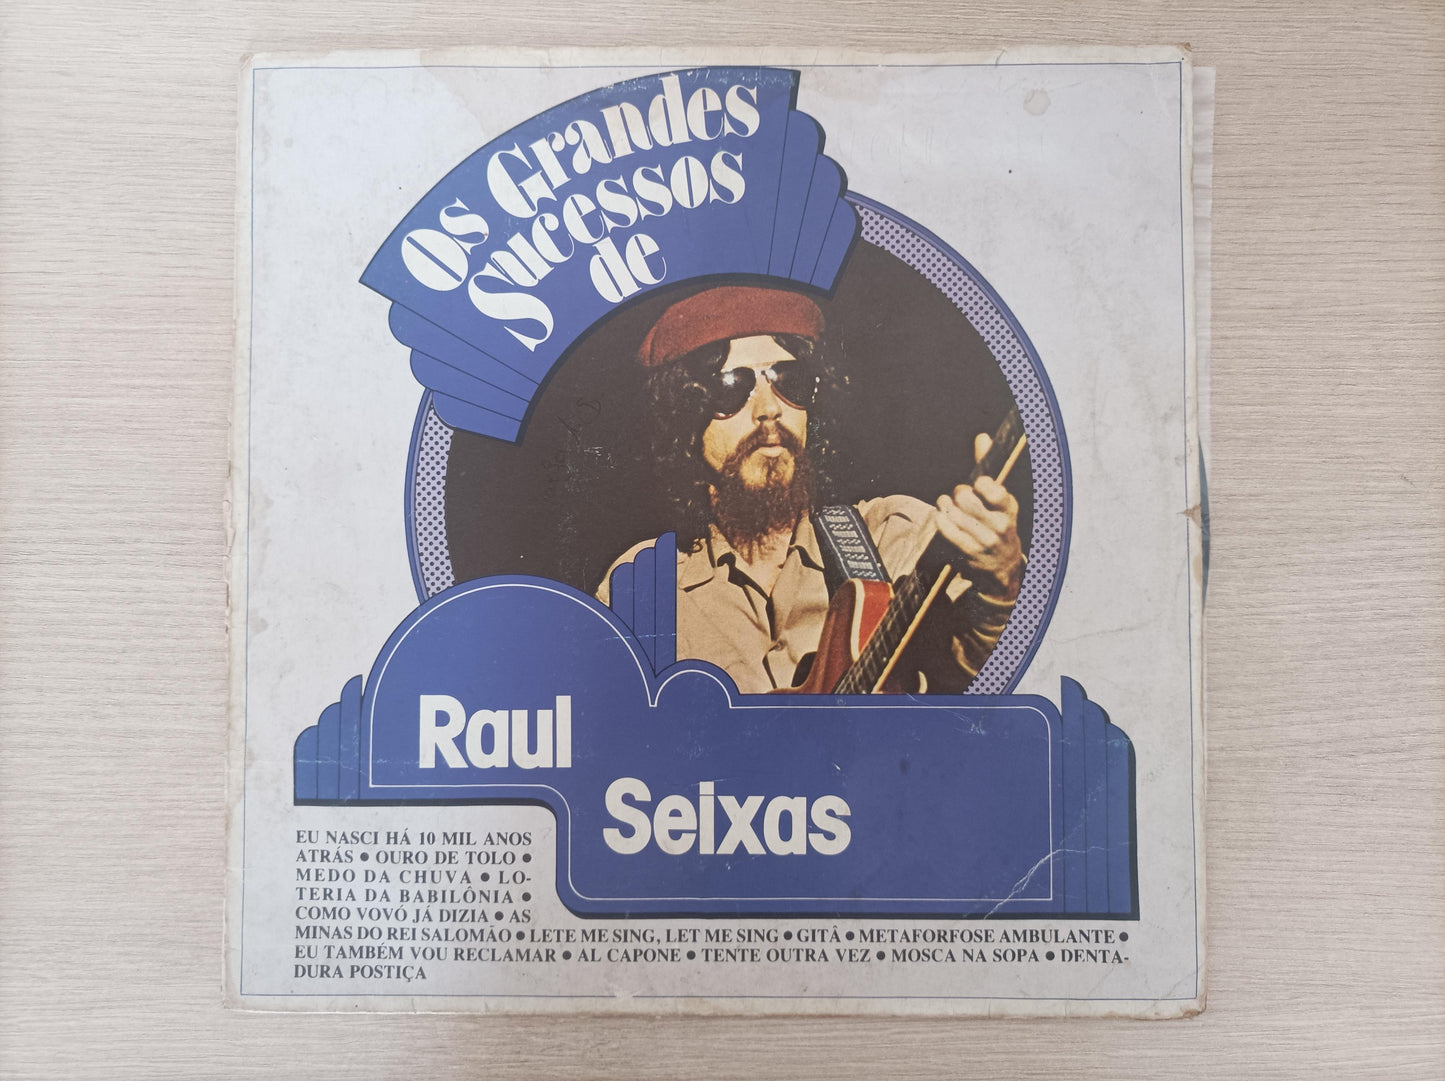 Os Grandes
Sucessos
de
Raul
Seixas
EU NASCI HÁ 10 MIL ANOS
ATRÁS ● OURO DE TOLO ●
MEDO DA CHUVA ● LO-
TERIA DA BABILÔNIA ●
COMO VOVÓ JÁ DIZIA ● AS
MINAS DO REI SALOMÃO ● LETE ME SING, LET ME SING ● GITÂ ● METAFORFOSE AMBULANTE ●
EU TAMBÉM VOU RECLAMAR ● AL CAPONE ● TENTE OUTRA VEZ ● MOSCA NA SOPA ● DENTA-
DURA POSTIÇA